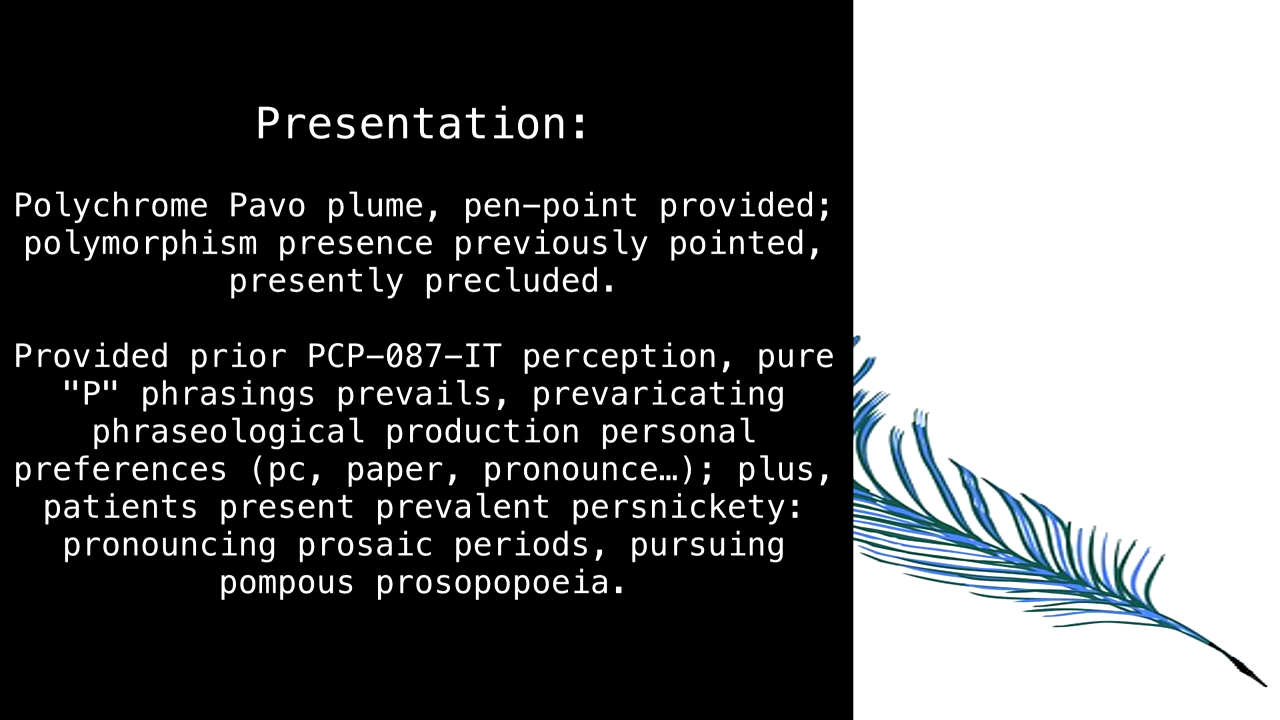 Presentation:
Polychrome Pavo plume, pen-point provided;
polymorphism presence previously pointed,
presently precluded.
Provided prior PCP-087-IT perception, pure
"P" phrasings prevails, prevaricating
phraseological production personal
preferences (pc, paper, pronounce…); plus,
patients present prevalent persnickety:
pronouncing prosaic periods, pursuing
pompous prosopopoeia.